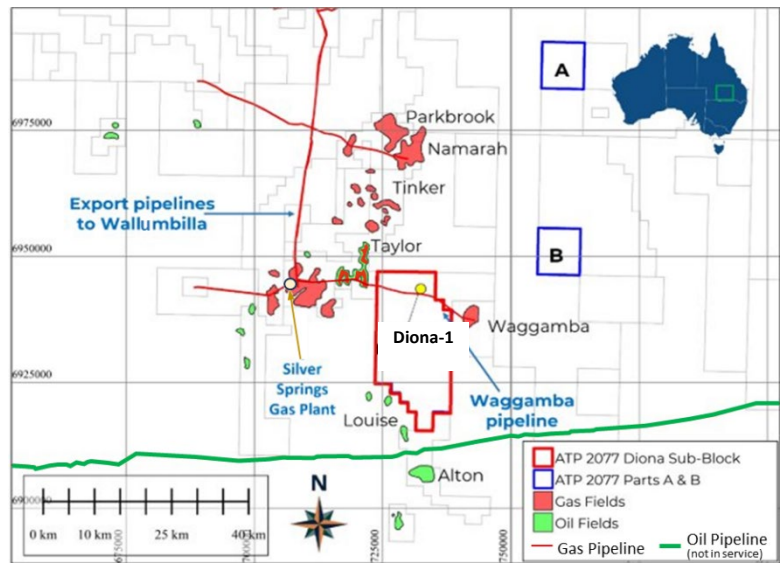 A
Parkbrook
Namarah
6975000
Tinker
Export pipelines
to Wallumbilla
Taylor
6950000
B
Diona-1
Waggamba
Silver
Springs
Gas Plant
Waggamba
pipeline
6925000
Louise
Alton
N
ATP 2077 Diona Sub-Block
ATP 2077 Parts A & B
Gas Fields
Oil Fields
Gas Pipeline
Oil Pipeline
(not in service)
0 km 10 km 25 km 40 km
725000
750000